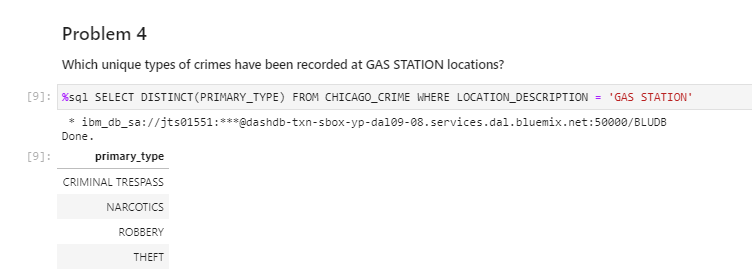 Problem 4
Which unique types of crimes have been recorded at GAS STATION locations?
[9]: %sql SELECT DISTINCT(PRIMARY_TYPE) FROM CHICAGO_CRIME WHERE LOCATION_DESCRIPTION = 'GAS STATION'
* ibm_db_sa://jts01551:***@dashdb-txn-sbox-yp-dal09-08.services.dal.bluemix.net:50000/BLUDB
Done.
[9]: primary_type
CRIMINAL TRESPASS
NARCOTICS
ROBBERY
THEFT